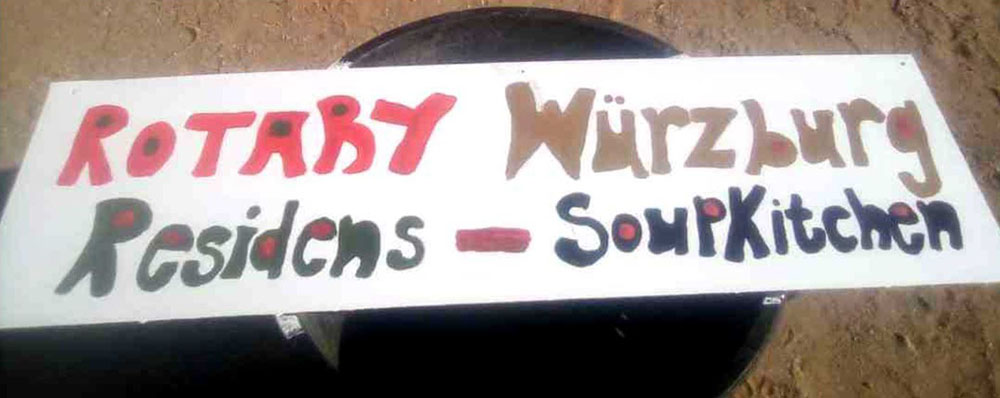 ROTARY Würzburg
Residens - SoupKitchen